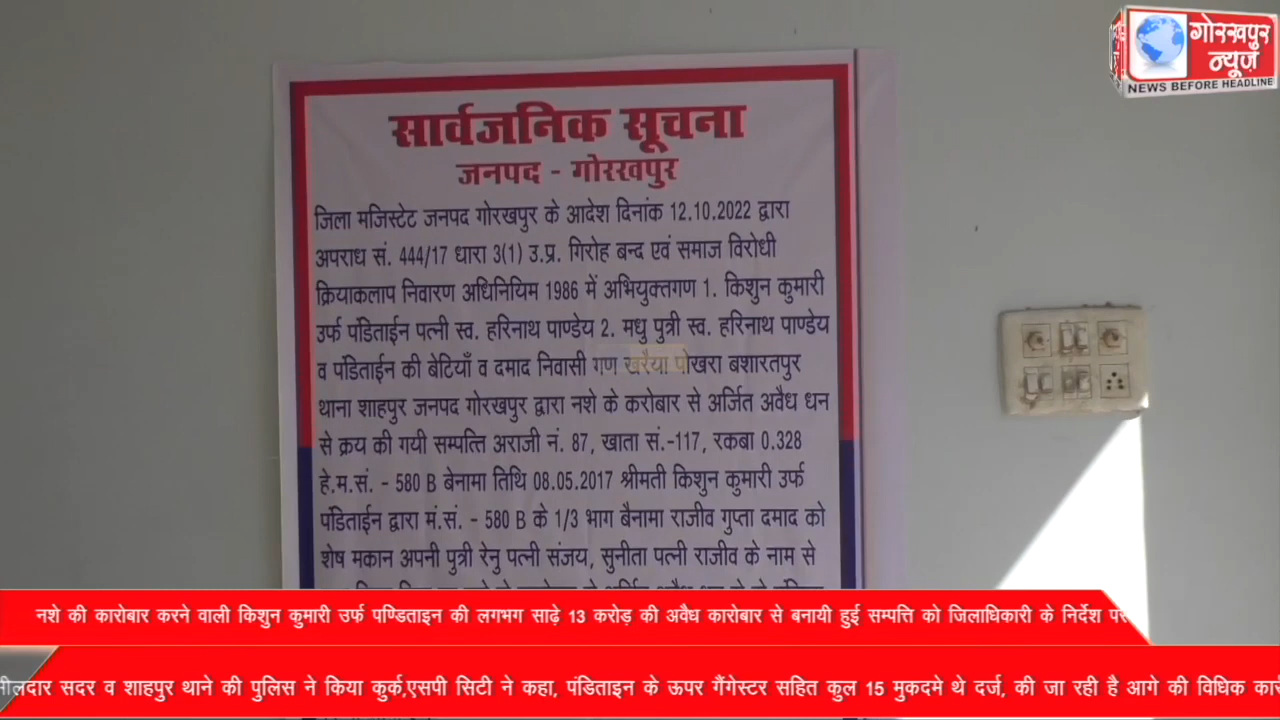 गोरखपुर
न्यूज़
NEWS BEFORE HEADLINE
सार्वजनिक सूचना
जनपद - गोरखपुर
जिला मजिस्टेट जनपद गोरखपुर के आदेश दिनांक 12.10.2022 द्वारा
अपराध सं. 444/17 धारा 3(1) उ.प्र. गिरोह बन्द एवं समाज विरोधी
क्रियाकलाप निवारण अधिनियिम 1986 में अभियुक्तगण 1. किशुन कुमारी
उर्फ पंडिताईन पत्नी स्व. हरिनाथ पाण्डेय 2. मधु पुत्री स्व. हरिनाथ पाण्डेय
व पंडिताईन की बेटियाँ व दमाद निवासी गण खरैया पोखरा बशारतपुर
थाना शाहपुर जनपद गोरखपुर द्वारा नशे के करोबार से अर्जित अवैध धन
से क्रय की गयी सम्पत्ति अराजी नं. 87, खाता सं.-117, रकबा 0.328
हे.म.सं. - 580 B बेनामा तिथि 08.05.2017 श्रीमती किशुन कुमारी उर्फ
पंडिताईन द्वारा मं.सं. - 580 B के 1/3 भाग बैनामा राजीव गुप्ता दमाद को
शेष मकान अपनी पुत्री रेनु पत्नी संजय, सुनीता पत्नी राजीव के नाम से
नशे की कारोबार करने वाली किशुन कुमारी उर्फ पण्डिताइन की लगभग साढ़े 13 करोड़ की अवैध कारोबार से बनायी हुई सम्पत्ति को जिलाधिकारी के निर्देश पर
सदर व शाहपुर थाने की पुलिस ने किया कुर्क,एसपी सिटी ने कहा, पंडिताइन के ऊपर गैंगेस्टर सहित कुल 15 मुकदमे थे दर्ज, की जा रही है आगे की विधिक